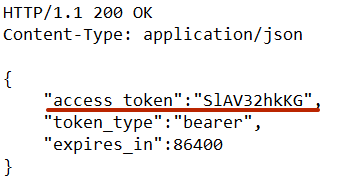 HTTP/1.1 200 OK
Content-Type: application/json
{
"access_token":"SlAV32hkKG",
"token_type":"bearer",
"expires_in":86400
}